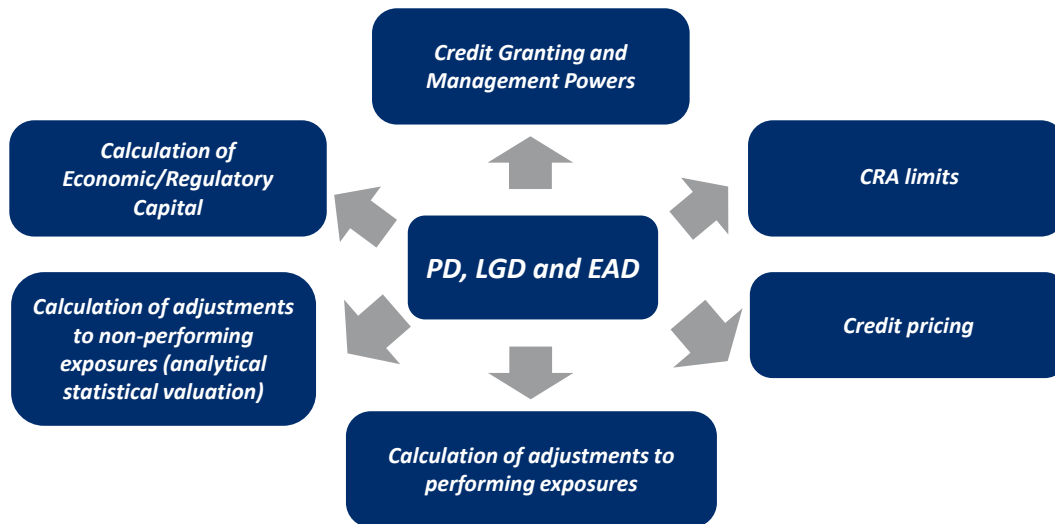 Credit Granting and
Management Powers
Calculation of
Economic/Regulatory
Capital
CRA limits
PD, LGD and EAD
Calculation of adjustments
to non-performing
exposures (analytical
statistical valuation)
Credit pricing
Calculation of adjustments to
performing exposures